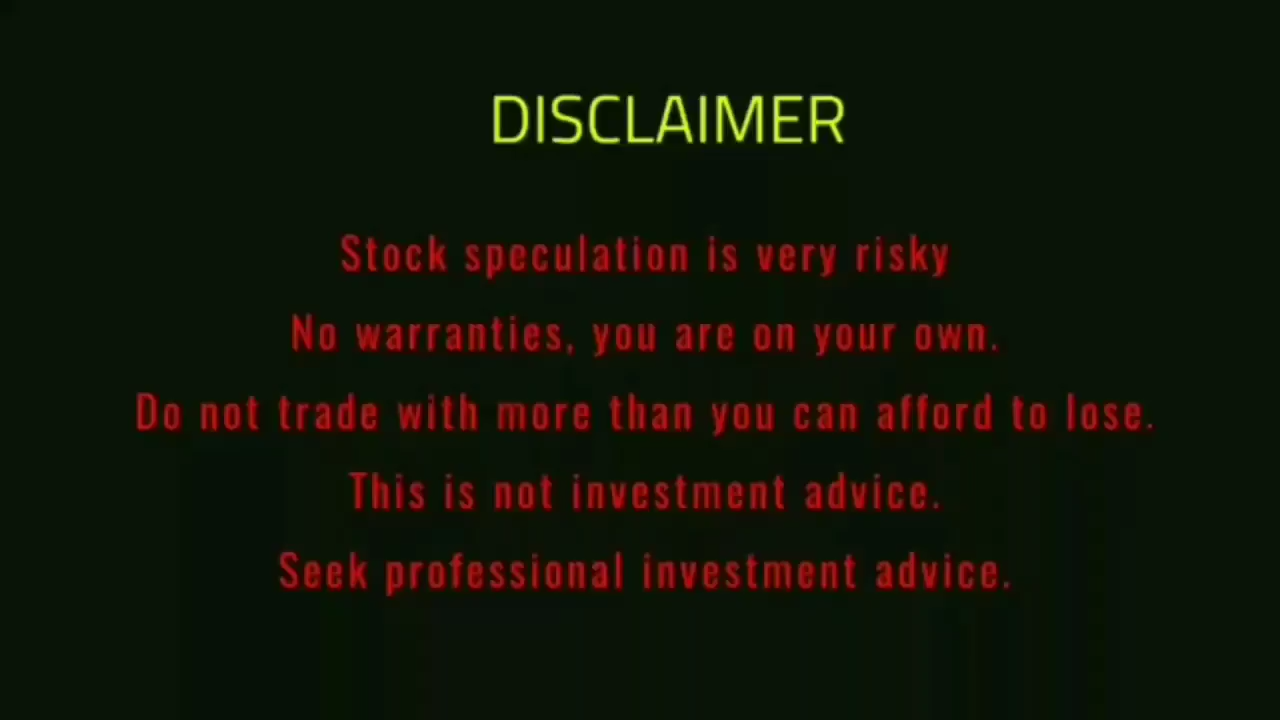 DISCLAIMER
Stock speculation is very risky
No warranties, you are on your own.
Do not trade with more than you can afford to lose.
This is not investment advice.
Seek professional investment advice.